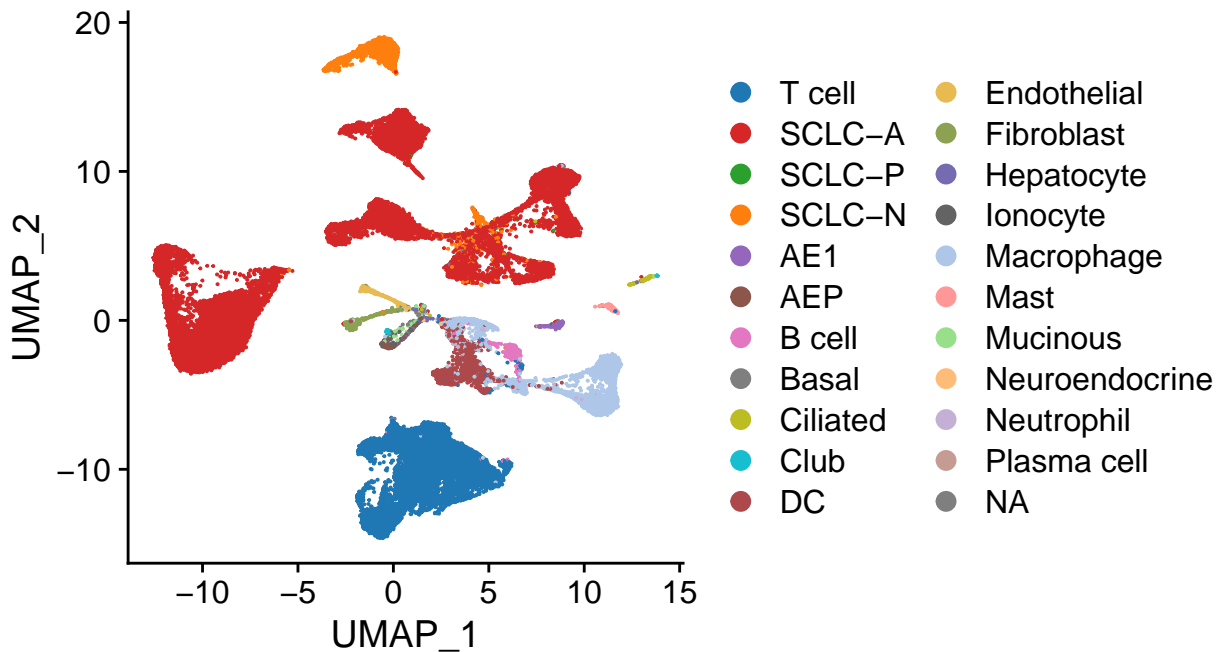 20
10
0
−10
UMAP_2
−10 −5 0 5 10 15
UMAP_1
T cell
SCLC−A
SCLC−P
SCLC−N
AE1
AEP
B cell
Basal
Ciliated
Club
DC
Endothelial
Fibroblast
Hepatocyte
Ionocyte
Macrophage
Mast
Mucinous
Neuroendocrine
Neutrophil
Plasma cell
NA